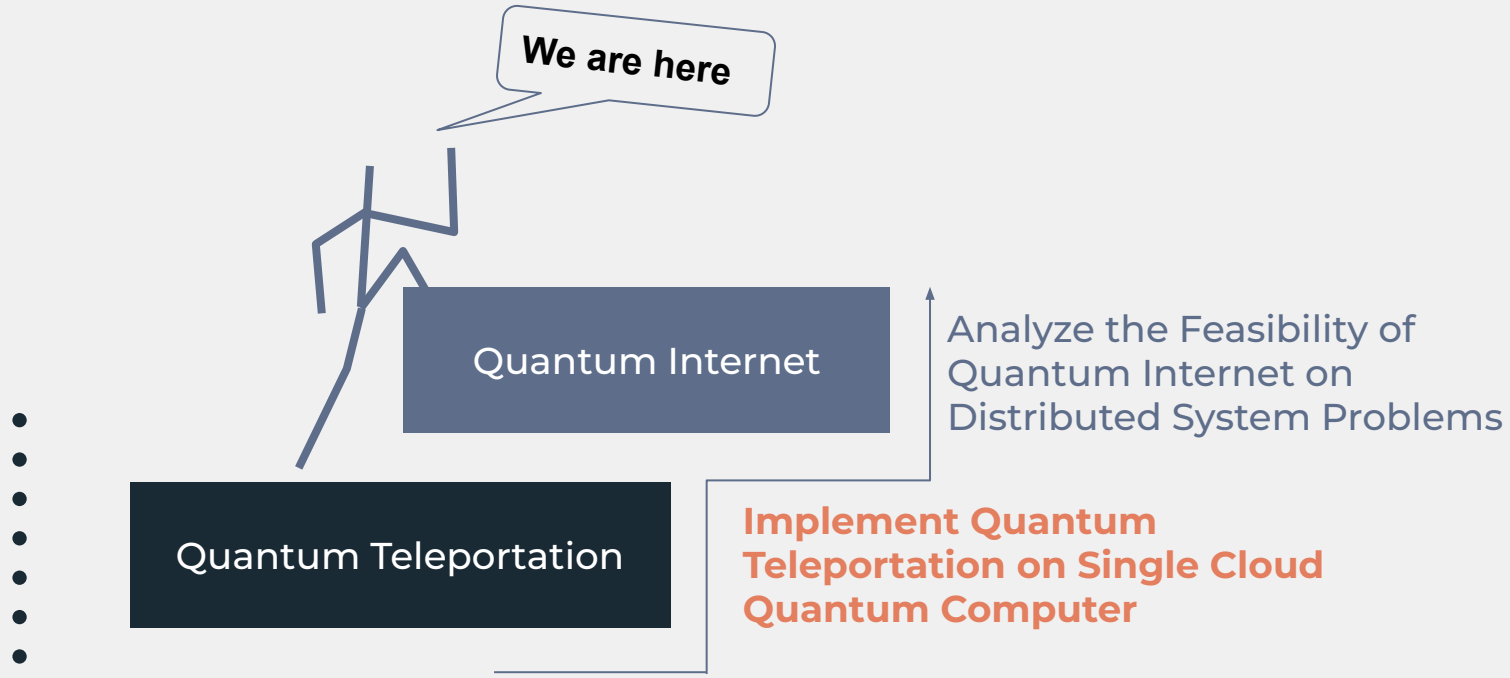 We are here
Quantum Internet
Analyze the Feasibility of
Quantum Internet on
Distributed System Problems
Quantum Teleportation
Implement Quantum
Teleportation on Single Cloud
Quantum Computer